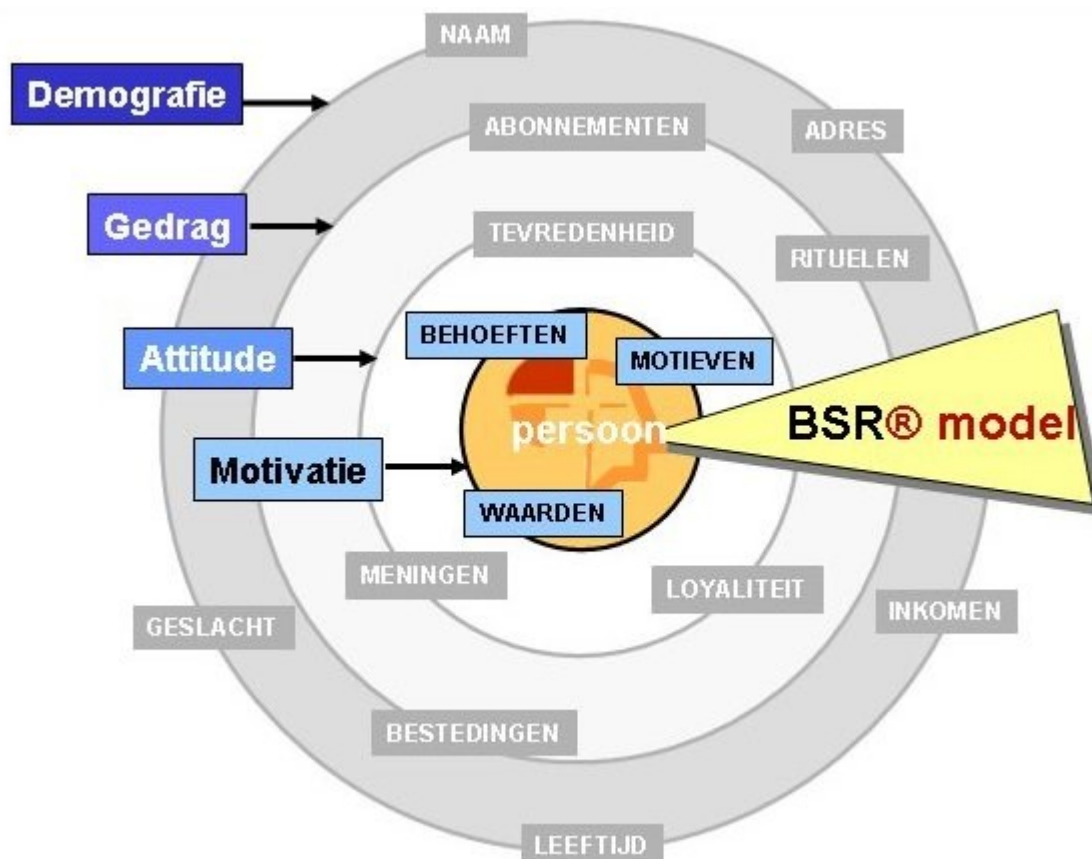 NAAM
Demografie
ABONNEMENTEN
ADRES
Gedrag
TEVREDENHEID
RITUELEN
BEHOEFTEN
Attitude
MOTIEVEN
BSR® model
persoon
Motivatie
WAARDEN
MENINGEN
LOYALITEIT
INKOMEN
GESLACHT
BESTEDINGEN
LEEFTIJD